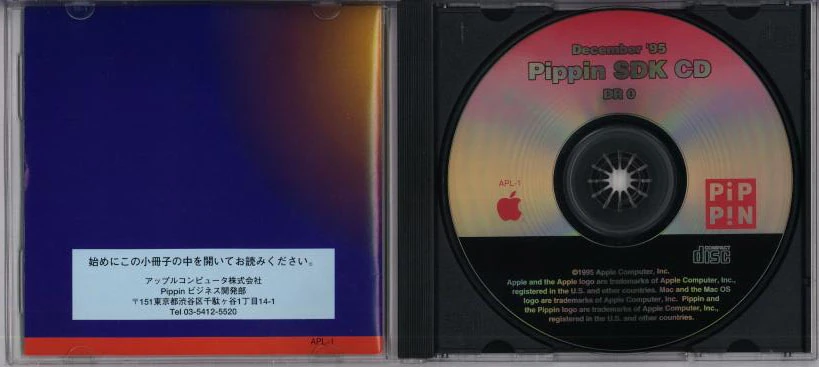 始めにこの小冊子の中を開いてお読みください。
アップルコンピュータ株式会社
Pippin ビジネス開発部
〒151東京都渋谷区千駄ヶ谷1丁目14-1
Tel 03-5412-5520
APL-1
December '95
Pippin SDK CD
DR 0
APL-1
PiP
P!N
COMPACT
disc
©1995 Apple Computer, Inc.
Apple and the Apple logo are trademarks of Apple Computer, Inc.,
registered in the U.S. and other countries. Mac and the Mac OS
logo are trademarks of Apple Computer, Inc. Pippin and
the Pippin logo are trademarks of Apple Computer, Inc.,
registered in the U.S. and other countries.